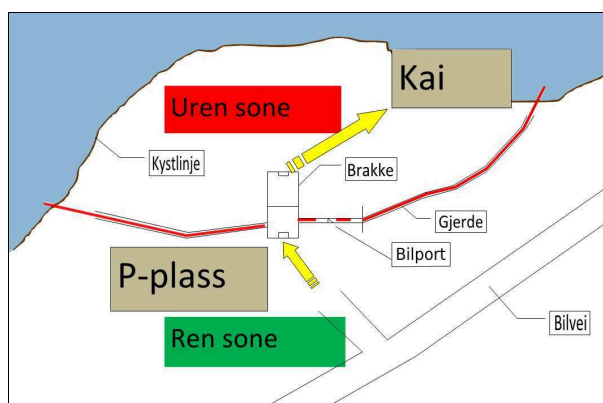 Kai
Uren sone
Kystlinje
Brakke
Gjerde
Bilport
P-plass
Bilvei
Ren sone